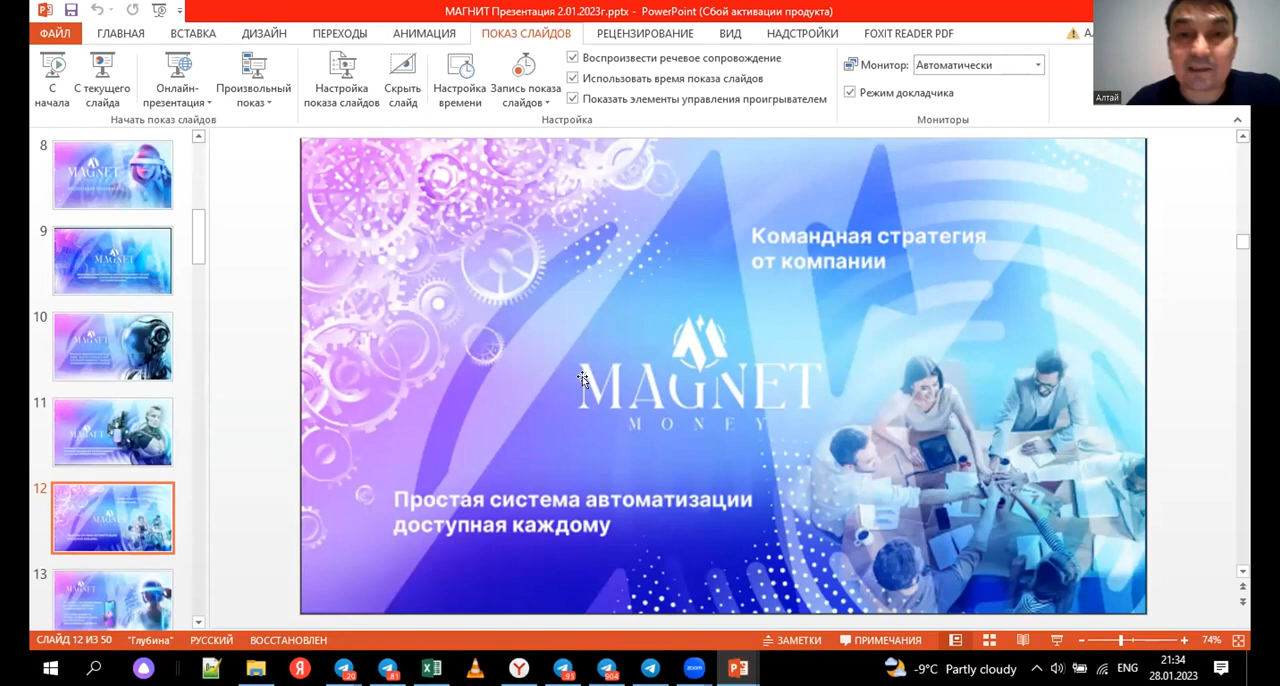 МАГНИТ Презентация 2.01.2023г.pptx - PowerPoint (Сбой активации продукта)
ФАЙЛ ГЛАВНАЯ ВСТАВКА ДИЗАЙН ПЕРЕХОДЫ АНИМАЦИЯ ПОКАЗ СЛАЙДОВ РЕЦЕНЗИРОВАНИЕ ВИД НАДСТРОЙКИ FOXIT READER PDF
С начала
С текущего слайда
Онлайн-презентация
Произвольный показ
Начать показ слайдов
Настройка показа слайдов
Скрыть слайд
Настройка времени
Запись показа слайдов
Воспроизвести речевое сопровождение
Использовать время показа слайдов
Показать элементы управления проигрывателем
Настройка
Монитор: Автоматически
Режим докладчика
Мониторы
Алтай
8
MAGNET
9
MAGNET
10
MAGNET
11
MAGNET
12
13
MAGNET
Командная стратегия
от компании
MAGNET
MONEY
Простая система автоматизации
доступная каждому
СЛАЙД 12 ИЗ 50 "Глубина" РУССКИЙ ВОССТАНОВЛЕН ЗАМЕТКИ ПРИМЕЧАНИЯ 74%
-9°C Partly cloudy ENG 21:34
28.01.2023